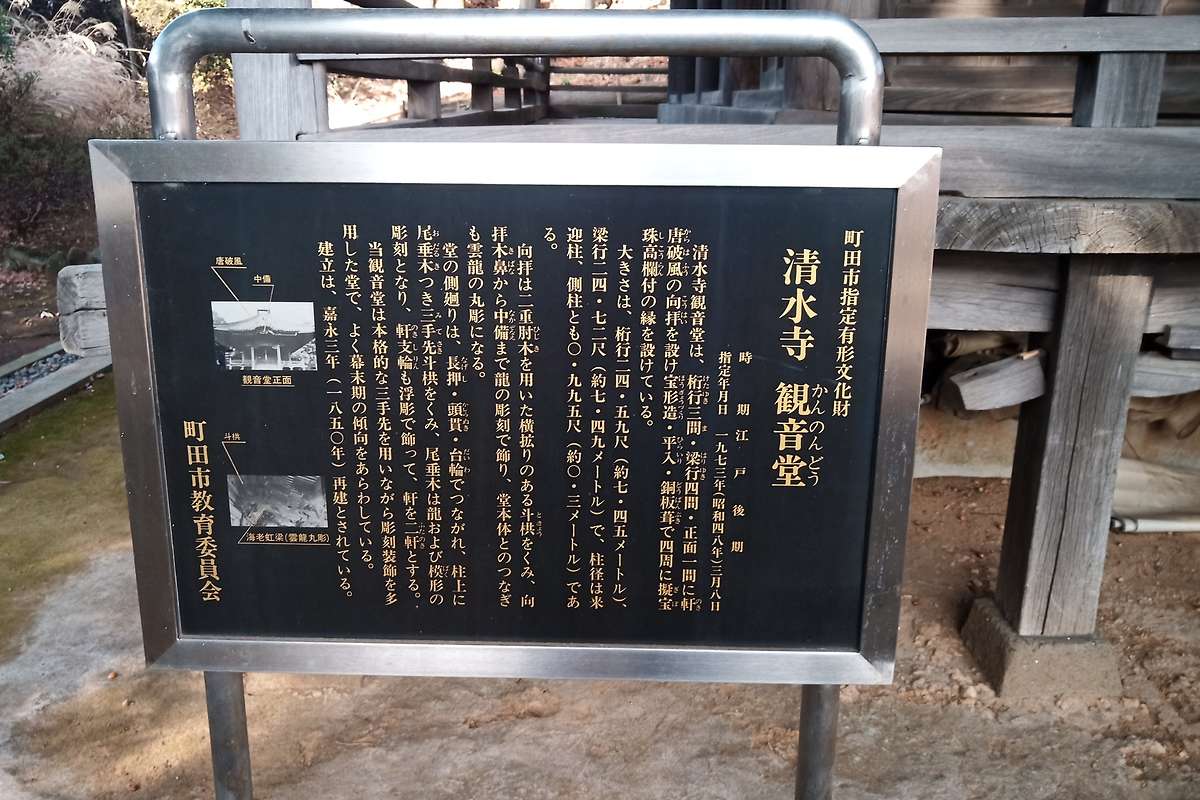 町田市指定有形文化財
清水寺 観音堂
かんのんどう
時期 江戸後期
指定年月日 一九七三年(昭和四八年)三月八日
清水寺観音堂は、桁行三間・梁行四間・正面一間に軒
唐破風の向拝を設け宝形造・平入・銅板葺で四周に擬宝
珠高欄付の縁を設けている。
大きさは、桁行二四・五九尺(約七・四五メートル)、
梁行二四・七二尺(約七・四九メートル)で、柱径は来
迎柱、側柱とも〇・九九五尺(約〇・三メートル)であ
る。
向拝は二重肘木を用いた横拡りのある斗栱をくみ、向
拝木鼻から中備まで龍の彫刻で飾り、堂本体とのつなぎ
も雲龍の丸彫になる。
堂の側廻りは、長押・頭貫・台輪でつながれ、柱上に
尾垂木つき三手先斗栱をくみ、尾垂木は龍および模形の
彫刻となり、軒支輪も浮彫で飾って、軒を二軒とする。
当観音堂は本格的な三手先を用いながら彫刻装飾を多
用した堂で、よく幕末期の傾向をあらわしている。
建立は、嘉永三年(一八五〇年)再建とされている。
唐破風
中備
観音堂正面
斗栱
海老虹梁(雲龍丸彫)
町田市教育委員会